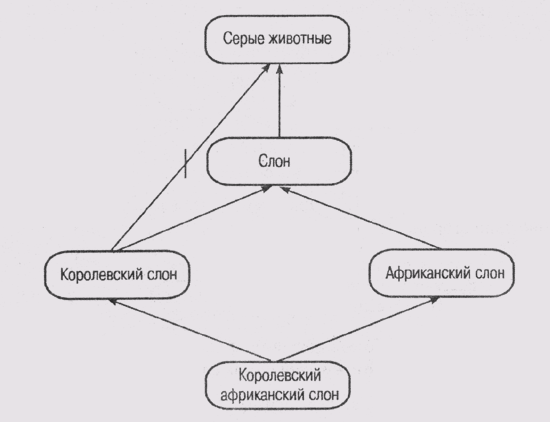 Серые животные
Слон
Королевский слон
Африканский слон
Королевский
африканский слон